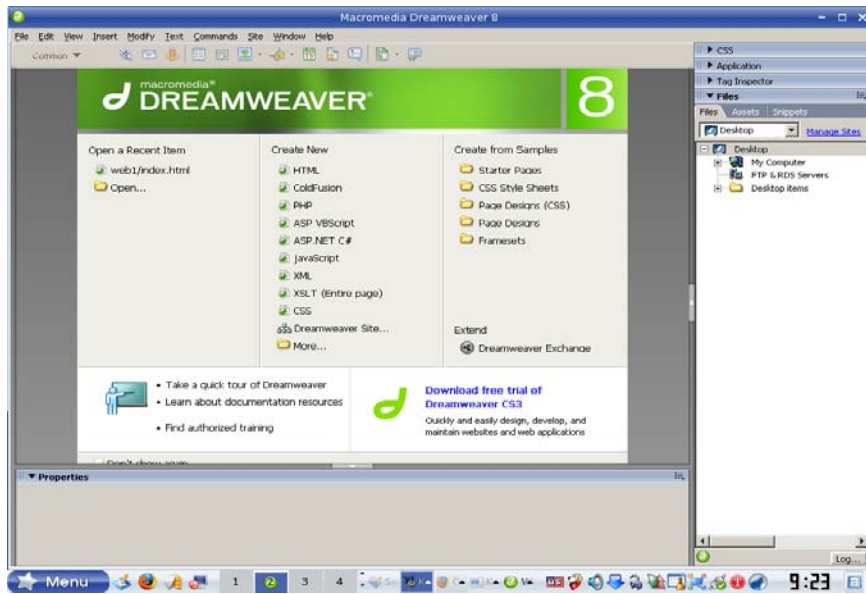 Macromedia Dreamweaver 8
File Edit View Insert Modify Text Commands Site Window Help
Common
macromedia®
DREAMWEAVER®
8
Open a Recent Item
web1/index.html
Open...
Create New
HTML
ColdFusion
PHP
ASP VBScript
ASP.NET C#
JavaScript
XML
XSLT (Entire page)
CSS
Dreamweaver Site...
More...
Create from Samples
Starter Pages
CSS Style Sheets
Page Designs (CSS)
Page Designs
Framesets
Extend
Dreamweaver Exchange
• Take a quick tour of Dreamweaver
• Learn about documentation resources
• Find authorized training
Download free trial of
Dreamweaver CS3
Quickly and easily design, develop, and
maintain websites and web applications
Don't show again
CSS
Application
Tag Inspector
Files
Files Assets Snippets
Desktop Manage Sites
Desktop
My Computer
FTP & RDS Servers
Desktop items
Log...
Properties
Menu 1 2 3 4 9:23